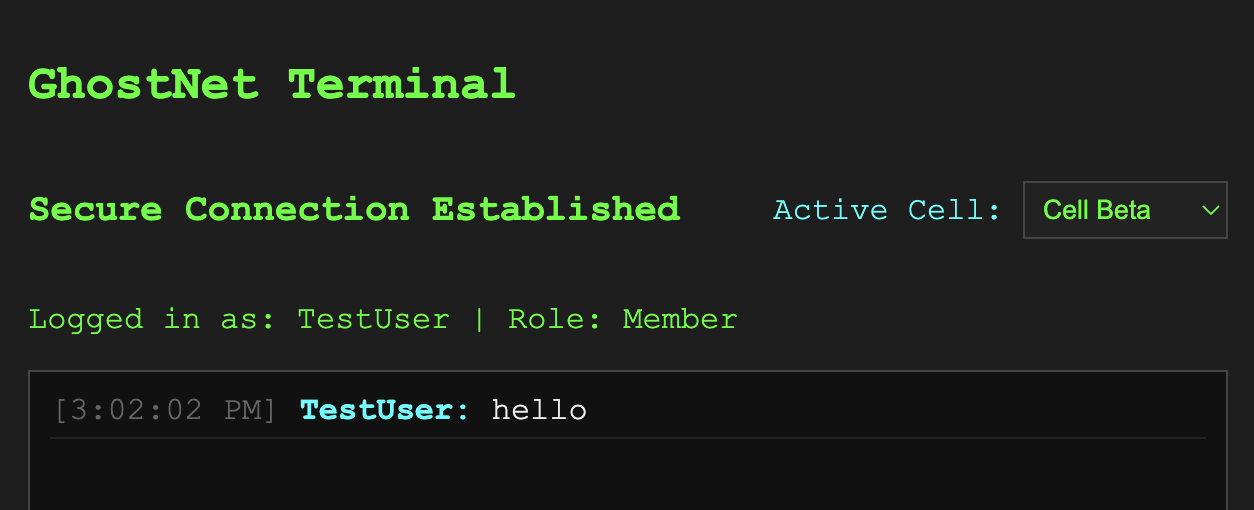 GhostNet Terminal
Secure Connection Established
Active Cell: Cell Beta
Logged in as: TestUser | Role: Member
[3:02:02 PM] TestUser: hello